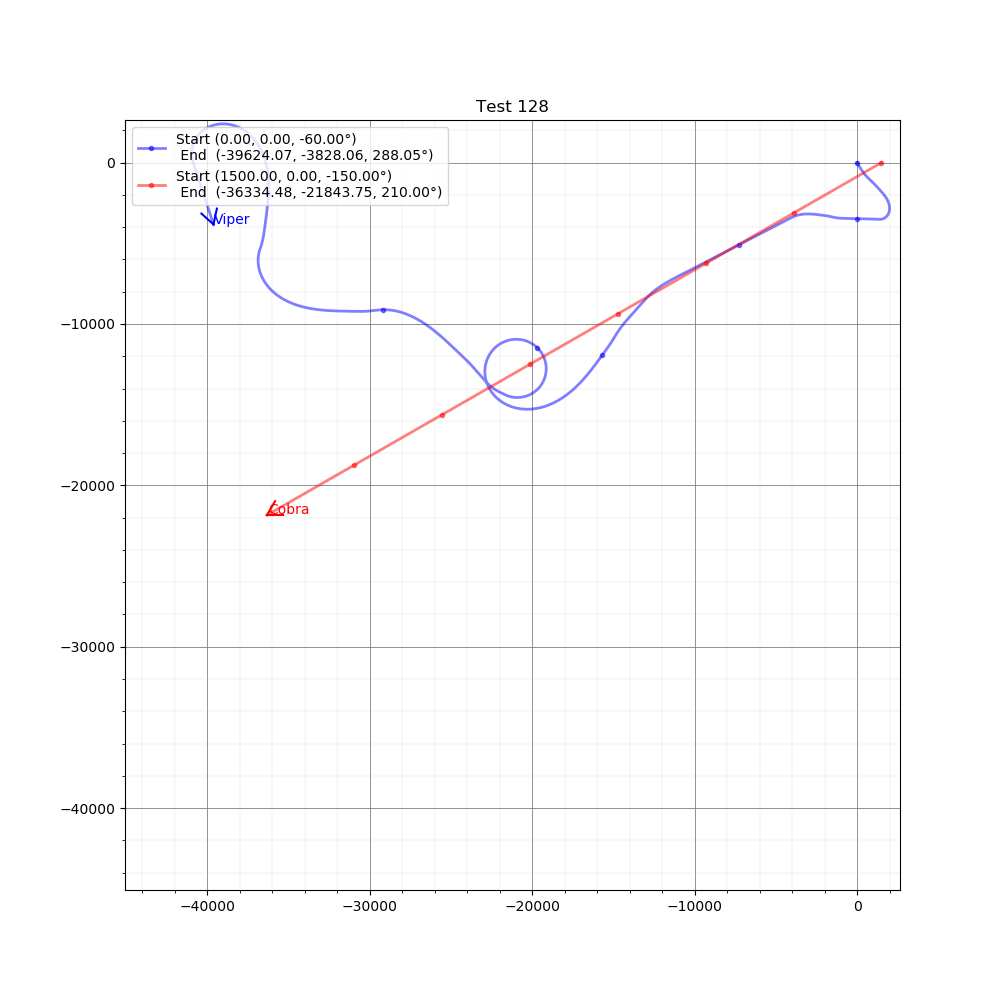 Test 128
Start (0.00, 0.00, -60.00°)
End (-39624.07, -3828.06, 288.05°)
Start (1500.00, 0.00, -150.00°)
End (-36334.48, -21843.75, 210.00°)
Viper
Cobra
0
−10000
−20000
−30000
−40000
−40000
−30000
−20000
−10000
0